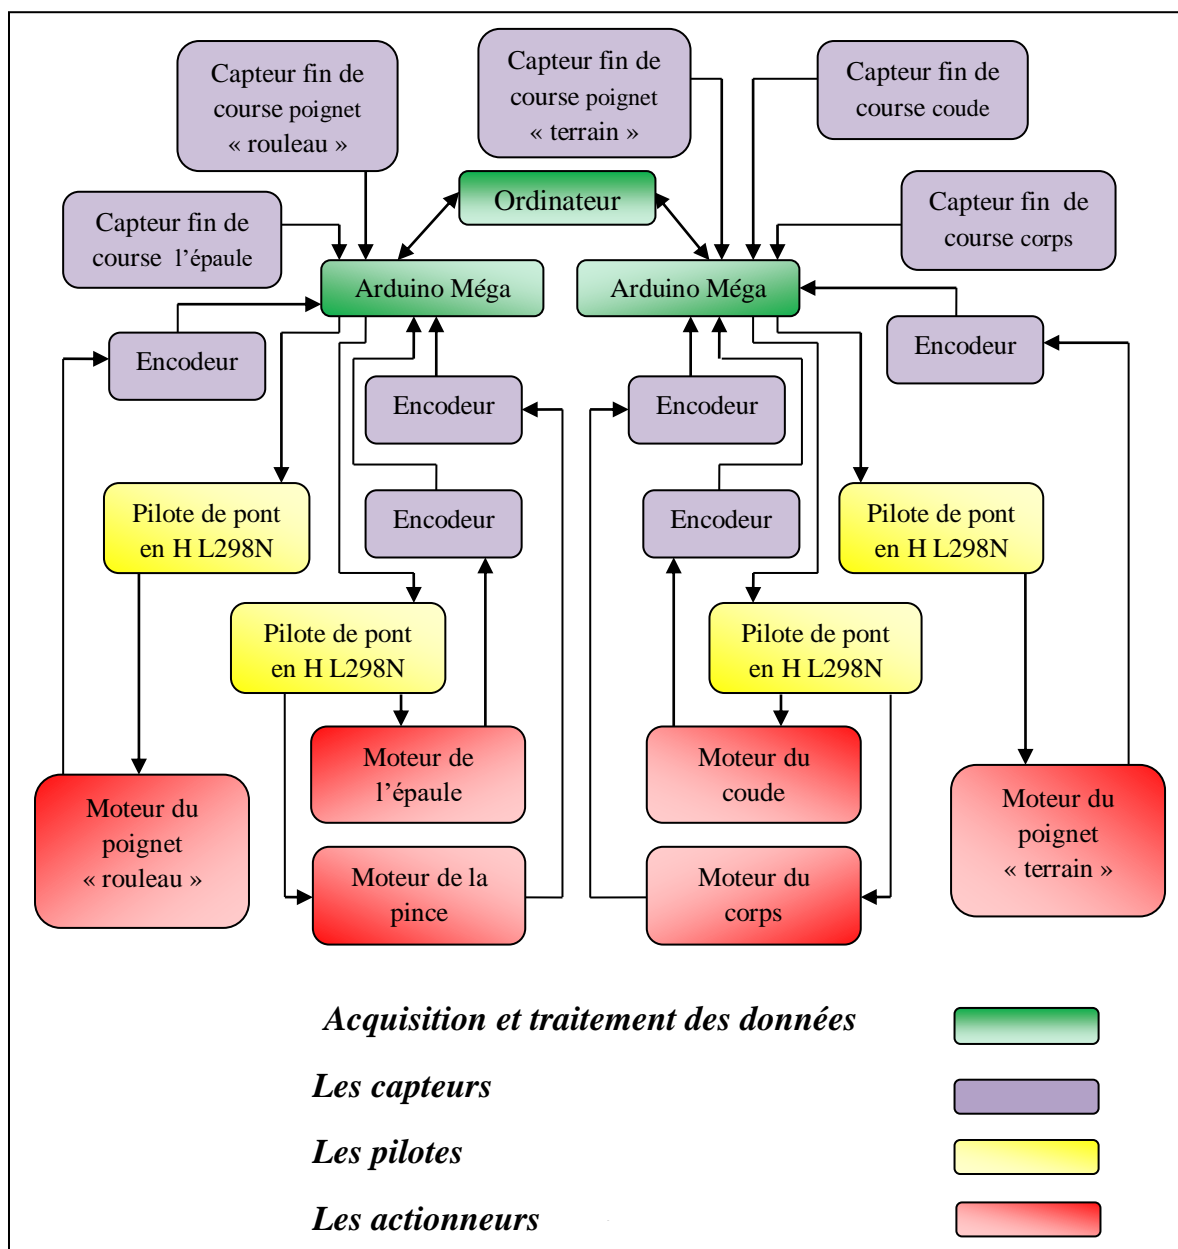 Capteur fin de
course poignet
« rouleau »
Capteur fin de
course poignet
« terrain »
Capteur fin de
course coude
Ordinateur
Capteur fin de
course l’épaule
Capteur fin de
course corps
Arduino Méga
Arduino Méga
Encodeur
Encodeur
Encodeur
Encodeur
Encodeur
Encodeur
Pilote de pont
en H L298N
Pilote de pont
en H L298N
Pilote de pont
en H L298N
Pilote de pont
en H L298N
Moteur de
l’épaule
Moteur du
coude
Moteur du
poignet
« rouleau »
Moteur du
poignet
« terrain »
Moteur de la
pince
Moteur du
corps
Acquisition et traitement des données
Les capteurs
Les pilotes
Les actionneurs